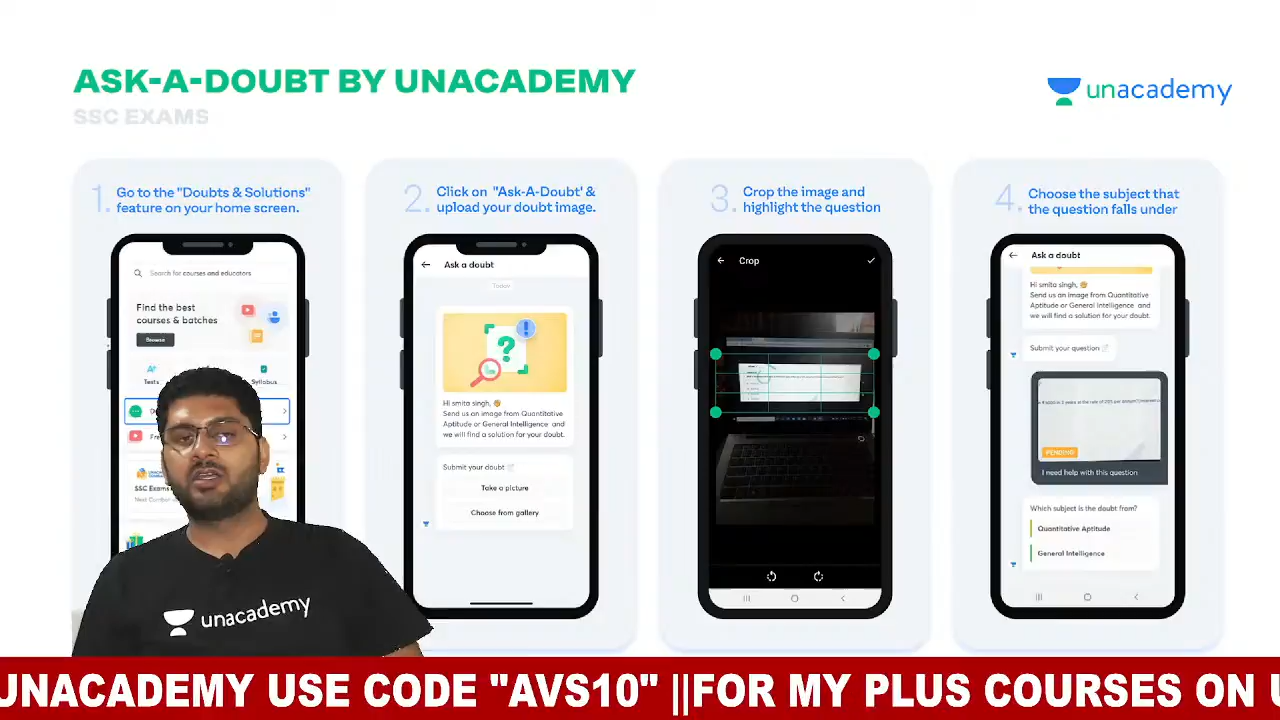 ASK-A-DOUBT BY UNACADEMY
SSC EXAMS
unacademy
1. Go to the "Doubts & Solutions"
feature on your home screen.
Search for courses and educators
Find the best
courses & batches
Browse
Tests
Syllabus
SSC Exams
2. Click on "Ask-A-Doubt' &
upload your doubt image.
Ask a doubt
Today
Hi smita singh,
Send us an image from Quantitative
Aptitude or General Intelligence and
we will find a solution for your doubt.
Submit your doubt
Take a picture
Choose from gallery
3. Crop the image and
highlight the question
Crop
4. Choose the subject that
the question falls under
Ask a doubt
Hi smita singh,
Send us an image from Quantitative
Aptitude or General Intelligence and
we will find a solution for your doubt.
Submit your question
PENDING
I need help with this question
Which subject is the doubt from?
Quantitative Aptitude
General Intelligence
unacademy
UNACADEMY USE CODE "AVS10" ||FOR MY PLUS COURSES ON U